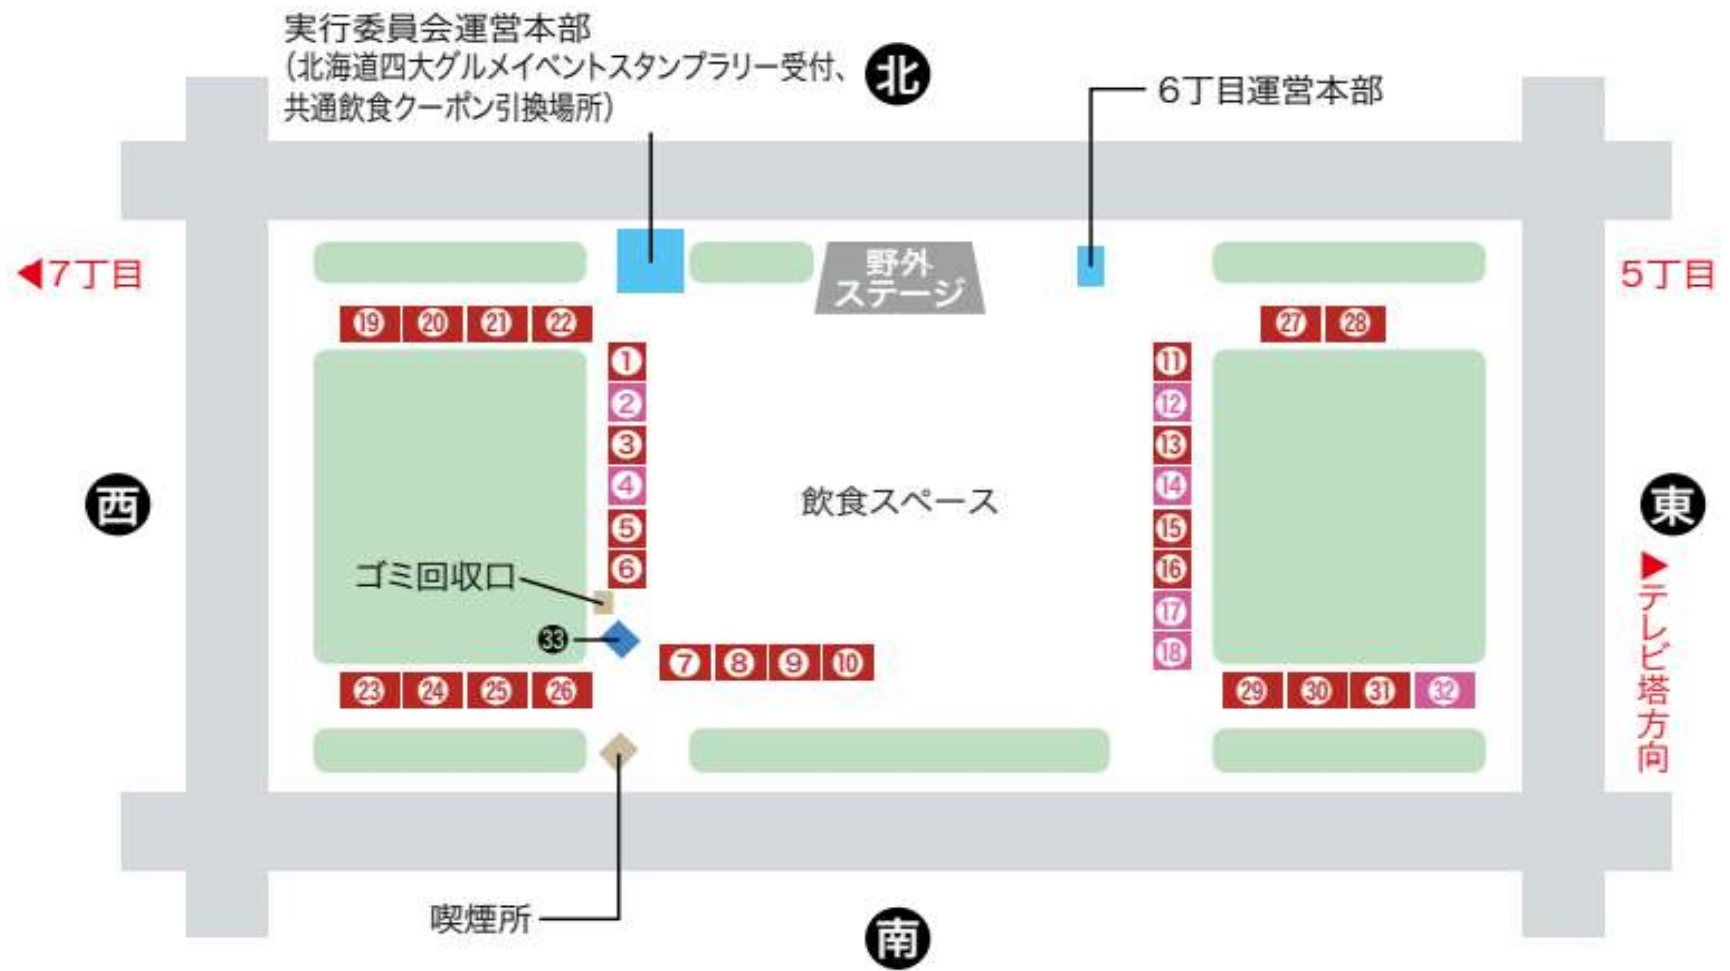 実行委員会運営本部
（北海道四大グルメイベントスタンプラリー受付、
共通飲食クーポン引換場所）
北
6丁目運営本部
◀7丁目
野外
ステージ
5丁目
⑲ ⑳ ㉑ ㉒
㉗ ㉘
①
②
③
④
⑤
⑥
⑪
⑫
⑬
⑭
⑮
⑯
⑰
⑱
西
飲食スペース
東
ゴミ回収口
㉝
⑦ ⑧ ⑨ ⑩
㉓ ㉔ ㉕ ㉖
㉙ ㉚ ㉛ ㉜
▶テレビ塔方向
喫煙所
南